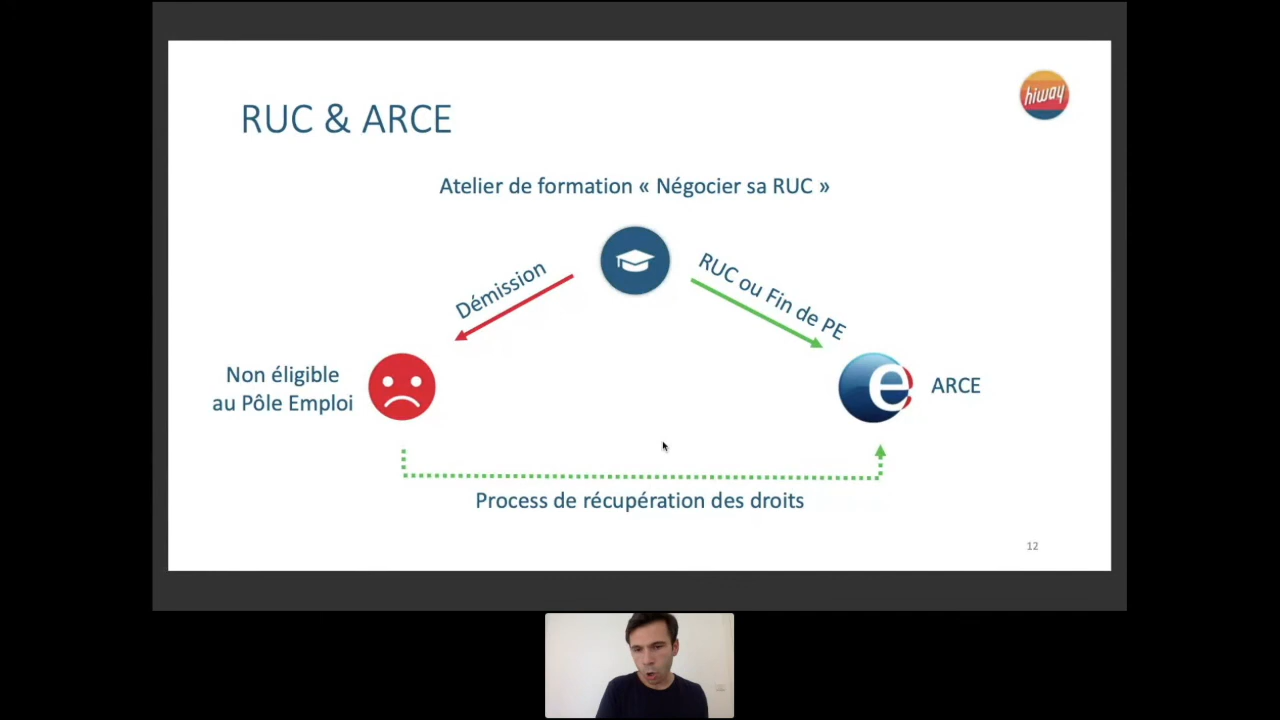 RUC & ARCE
hiway
Atelier de formation « Négocier sa RUC »
Démission
RUC ou Fin de PE
Non éligible
au Pôle Emploi
e
ARCE
Process de récupération des droits
12